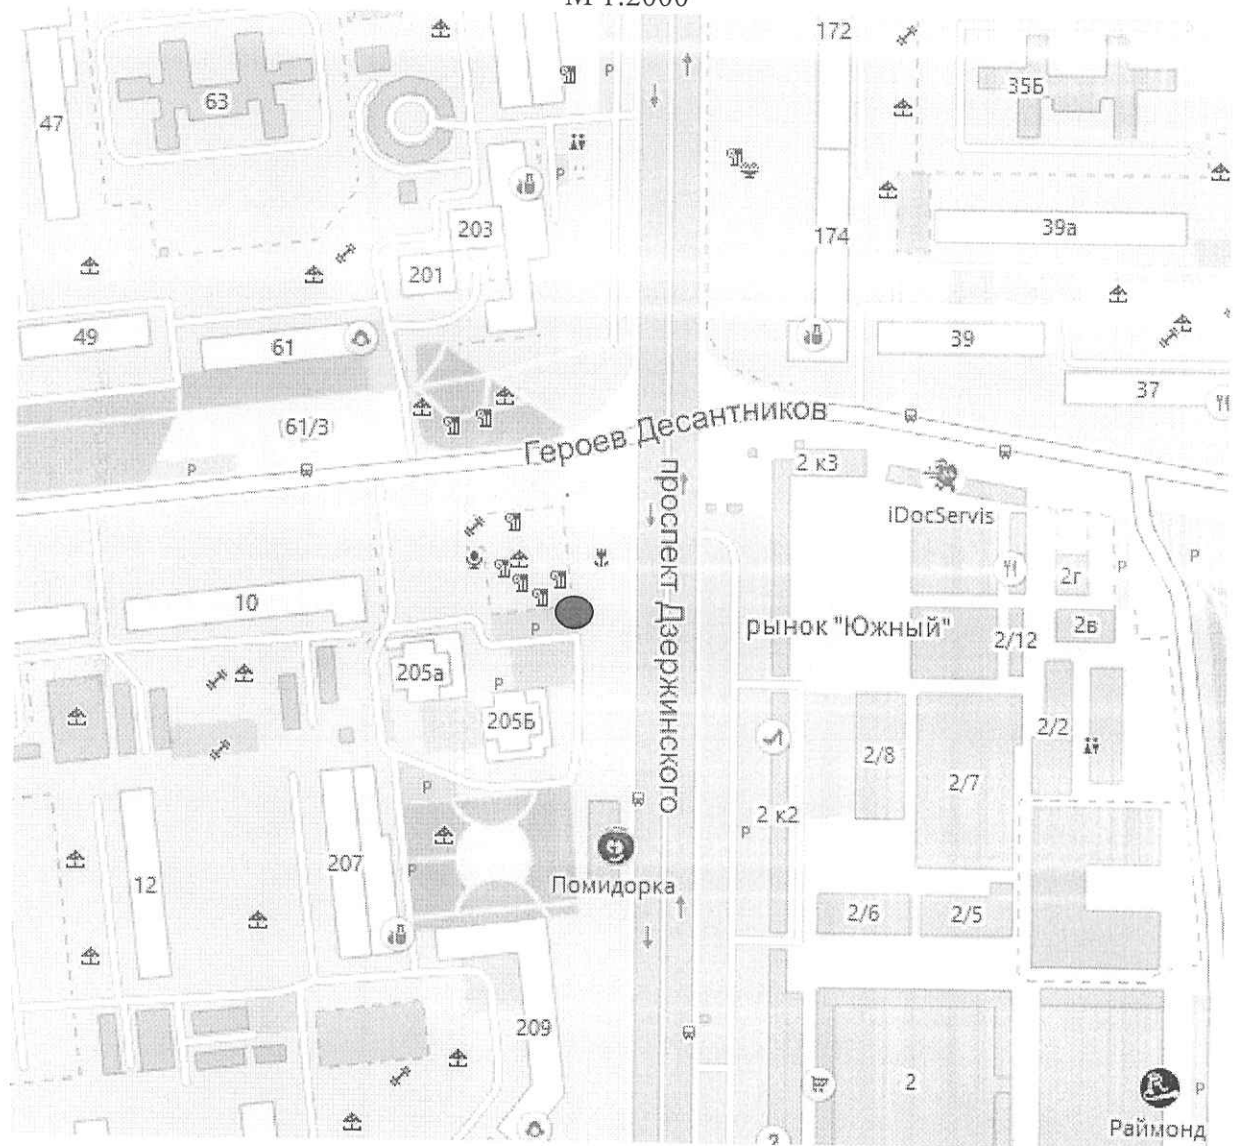 М 1:2000
172
35Б
63
47
203
39а
174
201
49
61
39
37
61/3
Героев Десантников
2 к3
iDocServis
проспект Дзержинского
2г
10
рынок "Южный"
2/12
2в
205а
205Б
2/2
2/8
2/7
2 к2
207
12
Помидорка
2/6
2/5
209
2
Раймонд
P
P
P
P
P
P
P
P
P
P
P